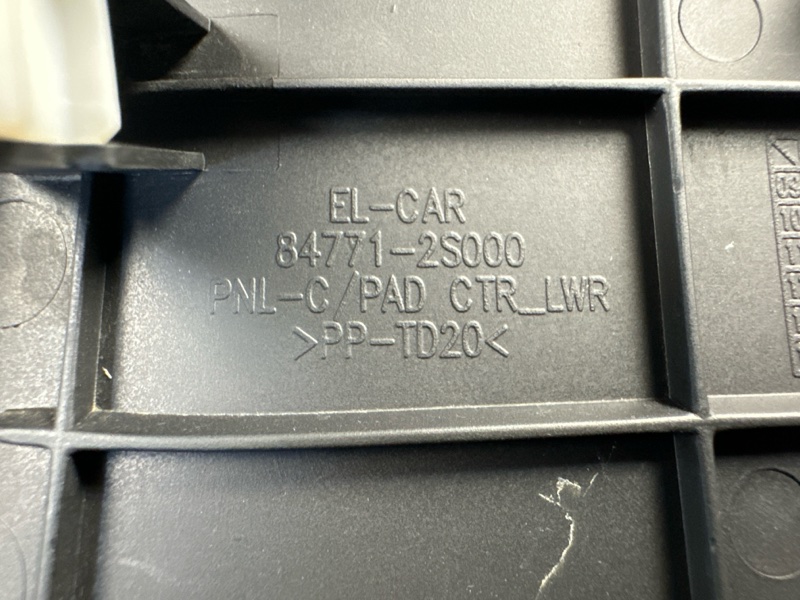 EL-CAR
84771-2S000
PNL-C/PAD CTR_LWR
>PP-TD20<